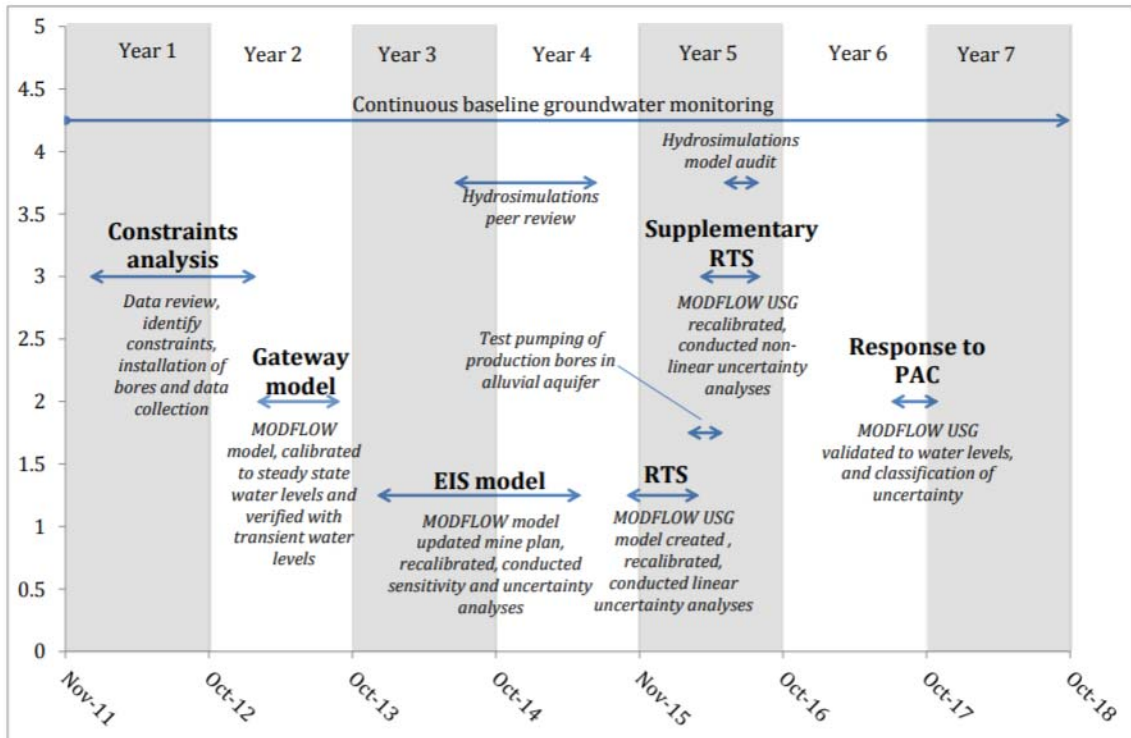 5
4.5
4
3.5
3
2.5
2
1.5
1
0.5
0
Year 1
Year 2
Year 3
Year 4
Year 5
Year 6
Year 7
Continuous baseline groundwater monitoring
Hydrosimulations
model audit
Hydrosimulations
peer review
Constraints
analysis
Data review,
identify
constraints,
installation of
bores and data
collection
Gateway
model
MODFLOW
model, calibrated
to steady state
water levels and
verified with
transient water
levels
EIS model
MODFLOW model
updated mine plan,
recalibrated, conducted
sensitivity and uncertainty
analyses
Test pumping of
production bores in
alluvial aquifer
Supplementary
RTS
MODFLOW USG
recalibrated,
conducted non-
linear uncertainty
analyses
RTS
MODFLOW USG
model created ,
recalibrated,
conducted linear
uncertainty analyses
Response to
PAC
MODFLOW USG
validated to water levels,
and classification of
uncertainty
Nov-11
Oct-12
Oct-13
Oct-14
Nov-15
Oct-16
Oct-17
Oct-18